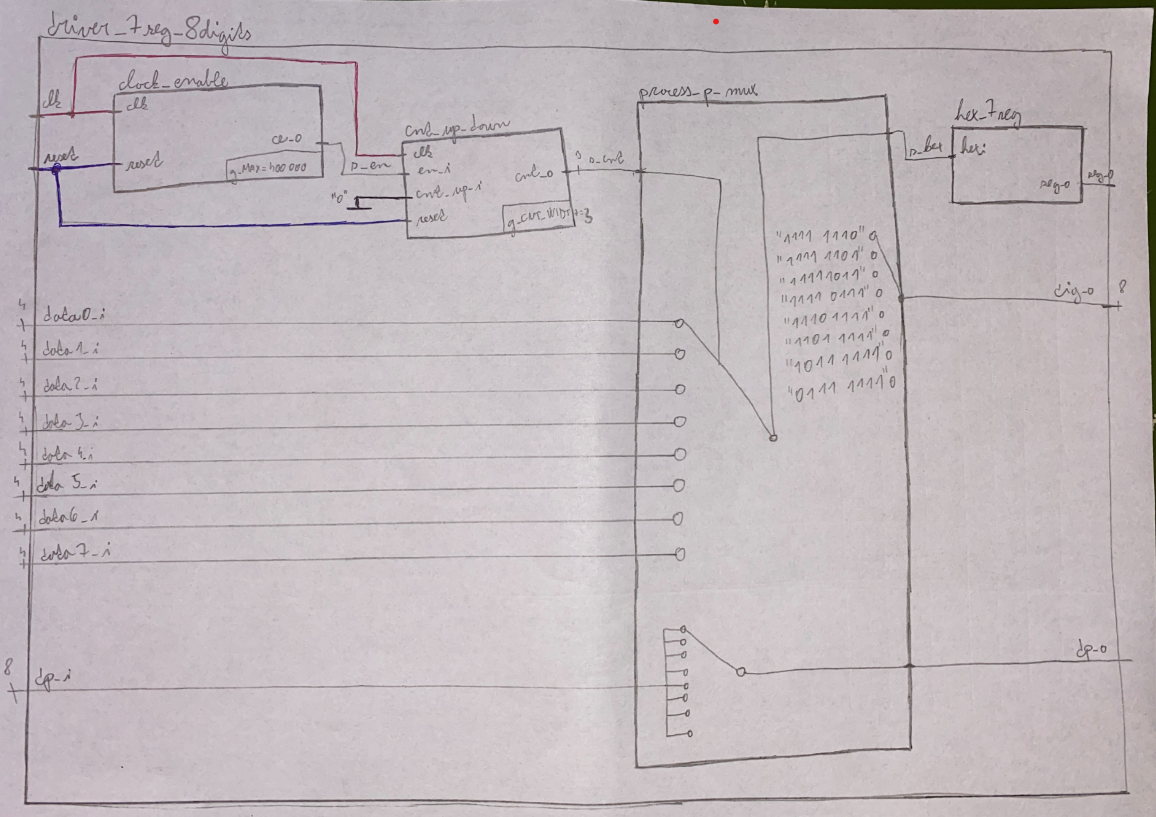 driver_7seg_8digits
clock_enable
process_p_mux
hex_7seg
cnt_up_down
clk
clk
ce_o
reset
reset
g_MAX=400 000
s_en
clk
en_i
"0"
cnt_up_i
reset
cnt_o
g_CNT_WIDTH=3
3
s_cnt
s_hex
hex_i
seg_o
seg_o
"1111 1110"
"1111 1101"
"11111011"
"1111 0111"
"1110 1111"
"1101 1111"
"1011 1111"
"0111 1111"
dig_o
8
4
data0_i
4
data1_i
4
data2_i
4
data3_i
4
data4_i
4
data5_i
4
data6_i
4
data7_i
8
dp_i
dp_o